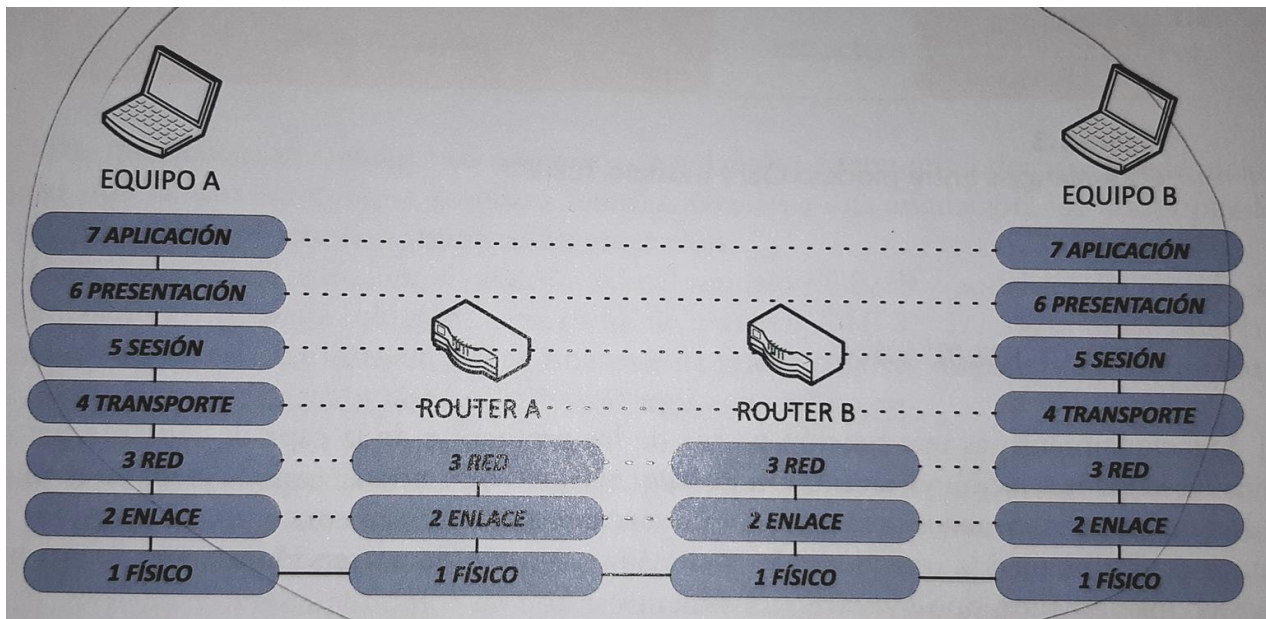 EQUIPO A
7 APLICACIÓN
6 PRESENTACIÓN
5 SESIÓN
4 TRANSPORTE
3 RED
2 ENLACE
1 FÍSICO
ROUTER A
3 RED
2 ENLACE
1 FÍSICO
ROUTER B
3 RED
2 ENLACE
1 FÍSICO
EQUIPO B
7 APLICACIÓN
6 PRESENTACIÓN
5 SESIÓN
4 TRANSPORTE
3 RED
2 ENLACE
1 FÍSICO